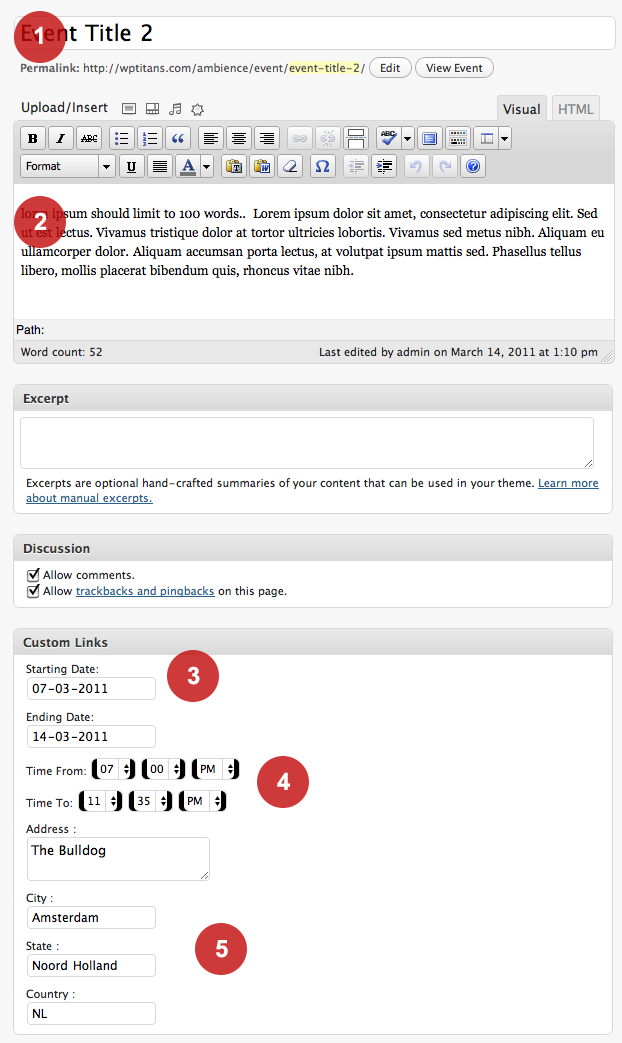 1
Event Title 2
Permalink: http://wptitans.com/ambience/event/event-title-2/ Edit View Event
Upload/Insert Visual HTML
B I ABC “ ABC
Format U A T W Ω ?
2
ipsum should limit to 100 words.. Lorem ipsum dolor sit amet, consectetur adipiscing elit. Sed
ut est lectus. Vivamus tristique dolor at tortor ultricies lobortis. Vivamus sed metus nibh. Aliquam eu
ullamcorper dolor. Aliquam accumsan porta lectus, at volutpat ipsum mattis sed. Phasellus tellus
libero, mollis placerat bibendum quis, rhoncus vitae nibh.
Path:
Word count: 52 Last edited by admin on March 14, 2011 at 1:10 pm
Excerpt
Excerpts are optional hand-crafted summaries of your content that can be used in your theme. Learn more
about manual excerpts.
Discussion
Allow comments.
Allow trackbacks and pingbacks on this page.
Custom Links
Starting Date:
3
07-03-2011
Ending Date:
14-03-2011
Time From: 07 00 PM
4
Time To: 11 35 PM
Address :
The Bulldog
City :
Amsterdam
5
State :
Noord Holland
Country :
NL